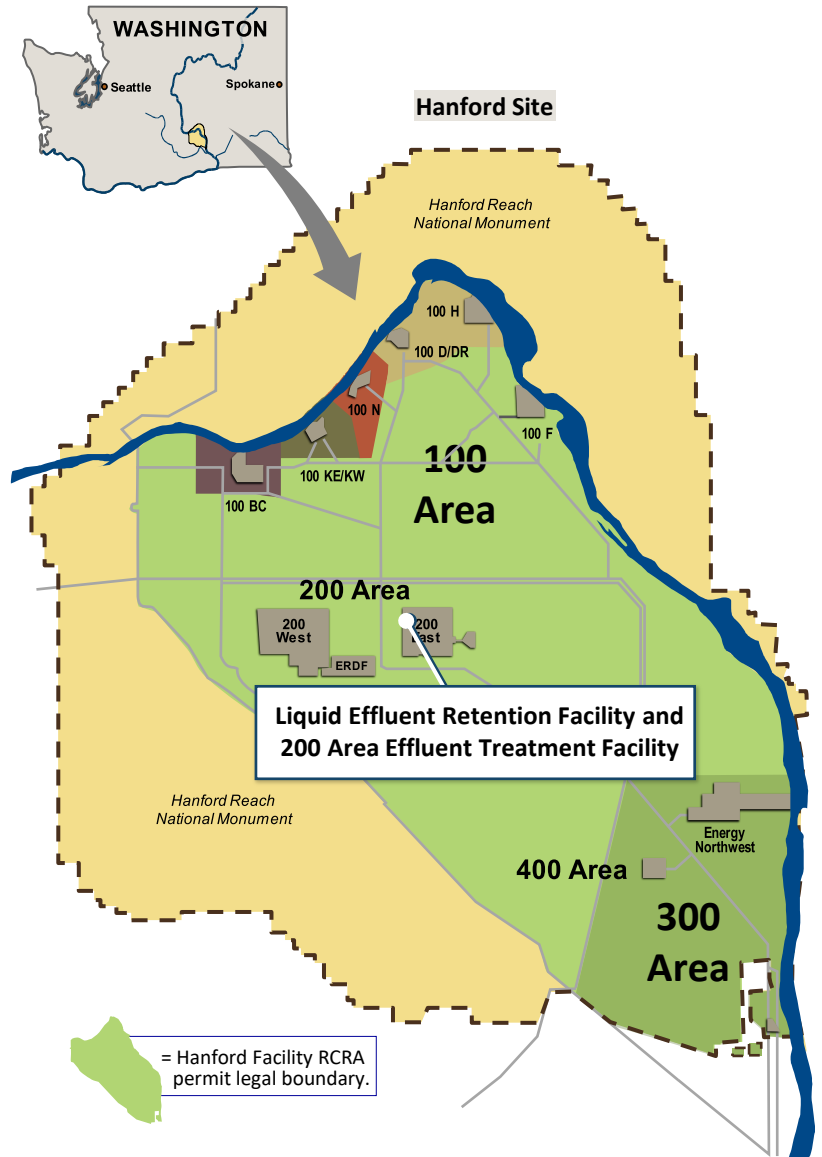 WASHINGTON
Seattle
Spokane
Hanford Site
Hanford Reach
National Monument
100 H
100 D/DR
100 N
100 F
100 KE/KW
100 BC
100
Area
200 Area
200
West
200
East
ERDF
Liquid Effluent Retention Facility and
200 Area Effluent Treatment Facility
Hanford Reach
National Monument
Energy
Northwest
400 Area
300
Area
= Hanford Facility RCRA
permit legal boundary.